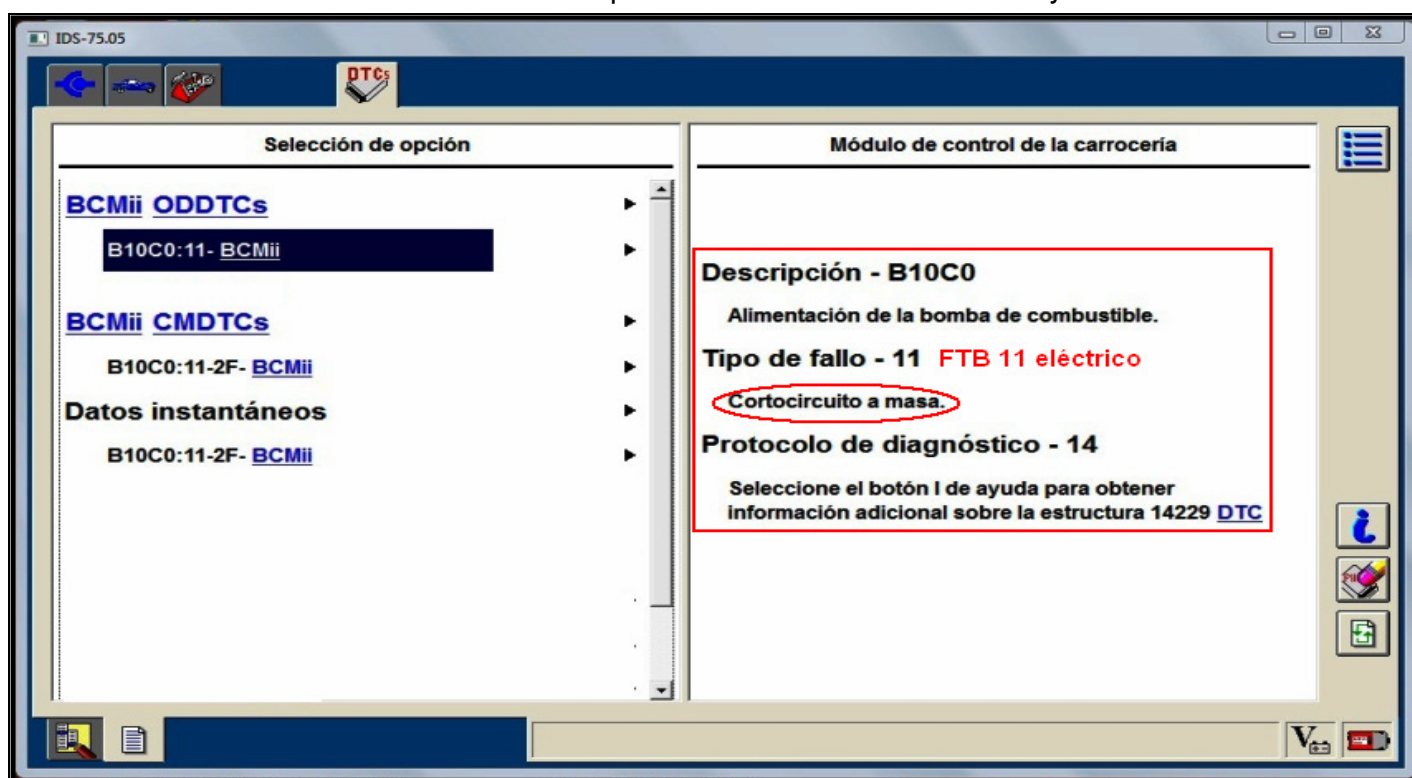 IDS-75.05
DTCs
Selección de opción
BCMii ODDTCs
B10C0:11- BCMii
BCMii CMDTCs
B10C0:11-2F- BCMii
Datos instantáneos
B10C0:11-2F- BCMii
Módulo de control de la carrocería
Descripción - B10C0
Alimentación de la bomba de combustible.
Tipo de fallo - 11 FTB 11 eléctrico
Cortocircuito a masa.
Protocolo de diagnóstico - 14
Seleccione el botón I de ayuda para obtener
información adicional sobre la estructura 14229 DTC
i
V